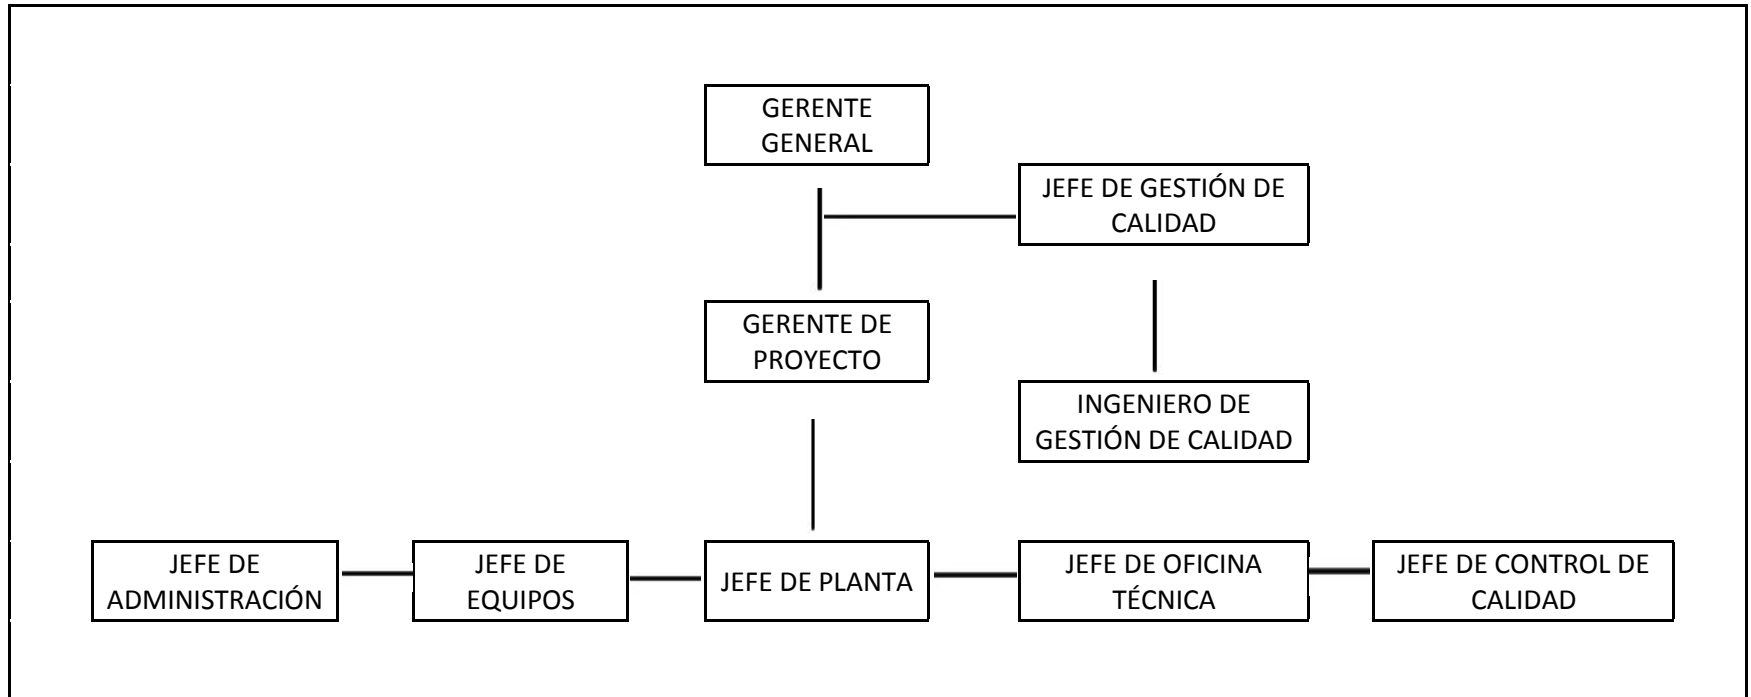 GERENTE
GENERAL
JEFE DE GESTIÓN DE
CALIDAD
GERENTE DE
PROYECTO
INGENIERO DE
GESTIÓN DE CALIDAD
JEFE DE
ADMINISTRACIÓN
JEFE DE
EQUIPOS
JEFE DE PLANTA
JEFE DE OFICINA
TÉCNICA
JEFE DE CONTROL DE
CALIDAD